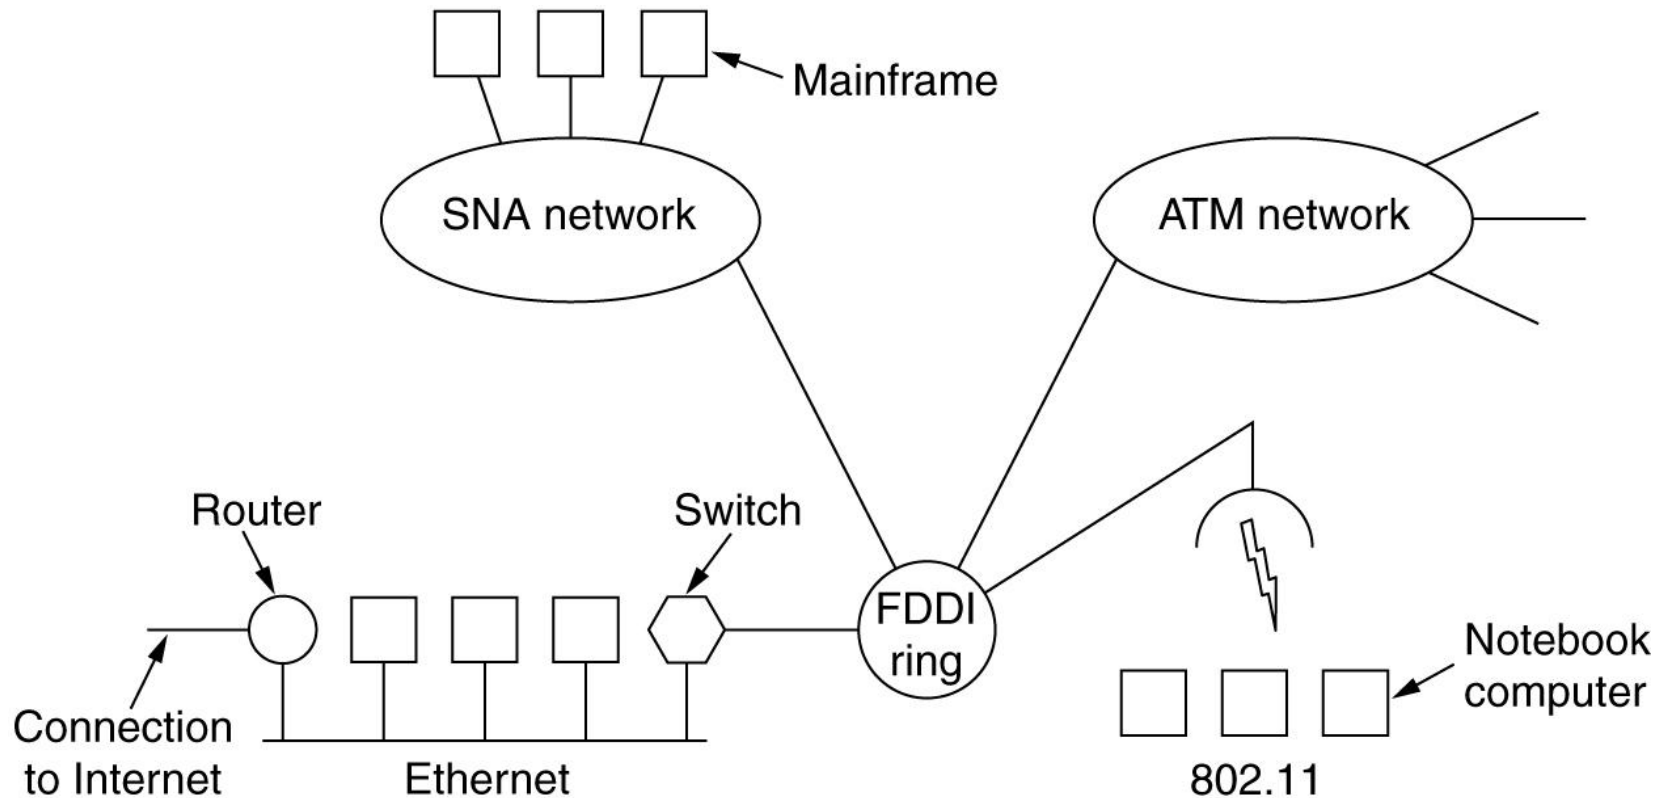 Mainframe
SNA network
ATM network
Router
Switch
FDDI
ring
Notebook
computer
Connection
to Internet
Ethernet
802.11